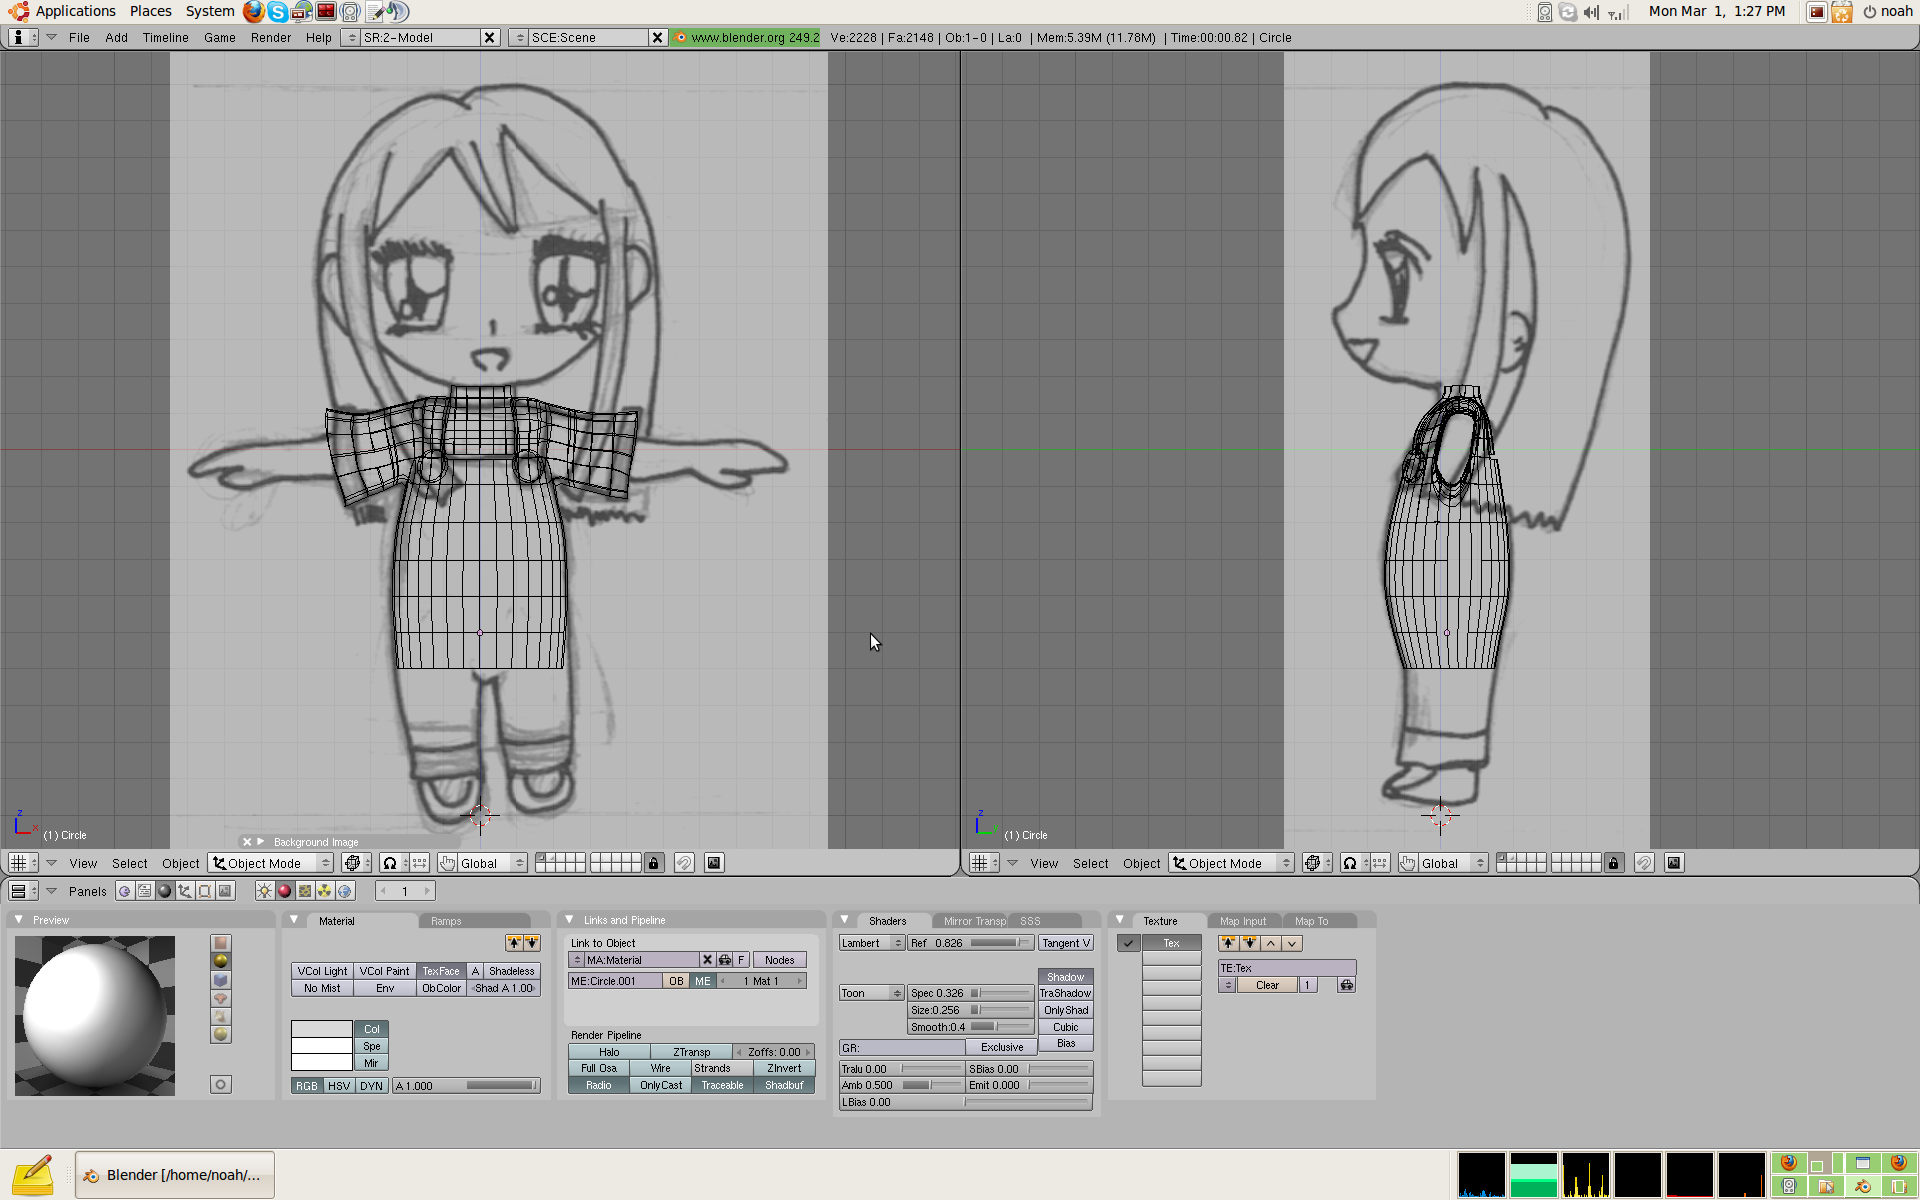 Applications Places System Mon Mar 1, 1:27 PM noah
File Add Timeline Game Render Help SR:2-Model SCE:Scene www.blender.org 249.2 Ve:2228 | Fa:2148 | Ob:1-0 | La:0 | Mem:5.39M (11.78M) | Time:00:00.82 | Circle
z x (1) Circle
z (1) Circle
Background Image
View Select Object Object Mode Global
View Select Object Object Mode Global
Panels 1
Preview
Material Ramps
VCol Light VCol Paint TexFace A Shadeless
No Mist Env ObColor Shad A 1.00
Col
Spe
Mir
RGB HSV DYN A 1.000
Links and Pipeline
Link to Object
MA:Material F Nodes
ME:Circle.001 OB ME 1 Mat 1
Render Pipeline
Halo ZTransp Zoffs: 0.00
Full Osa Wire Strands ZInvert
Radio OnlyCast Traceable Shadbuf
Shaders Mirror Transp SSS
Lambert Ref 0.826 Tangent V
Shadow
Toon Spec 0.326 TraShadow
Size:0.256 OnlyShad
Smooth:0.4 Cubic
GR: Exclusive Bias
Tralu 0.00 SBias 0.00
Amb 0.500 Emit 0.000
LBias 0.00
Texture Map Input Map To
Tex
TE:Tex
Clear 1
Blender [/home/noah/...